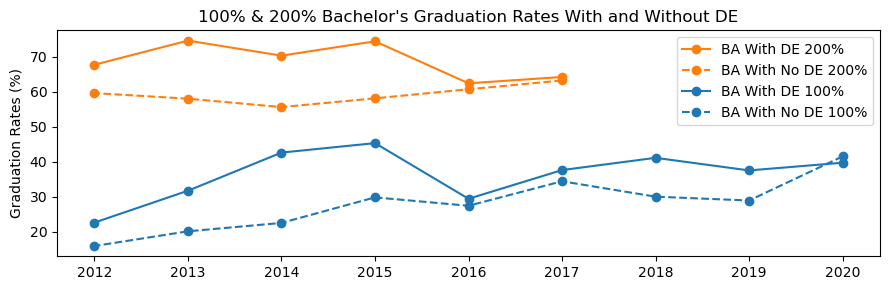 100% & 200% Bachelor's Graduation Rates With and Without DE
Graduation Rates (%)
70
60
50
40
30
20
BA With DE 200%
BA With No DE 200%
BA With DE 100%
BA With No DE 100%
2012 2013 2014 2015 2016 2017 2018 2019 2020